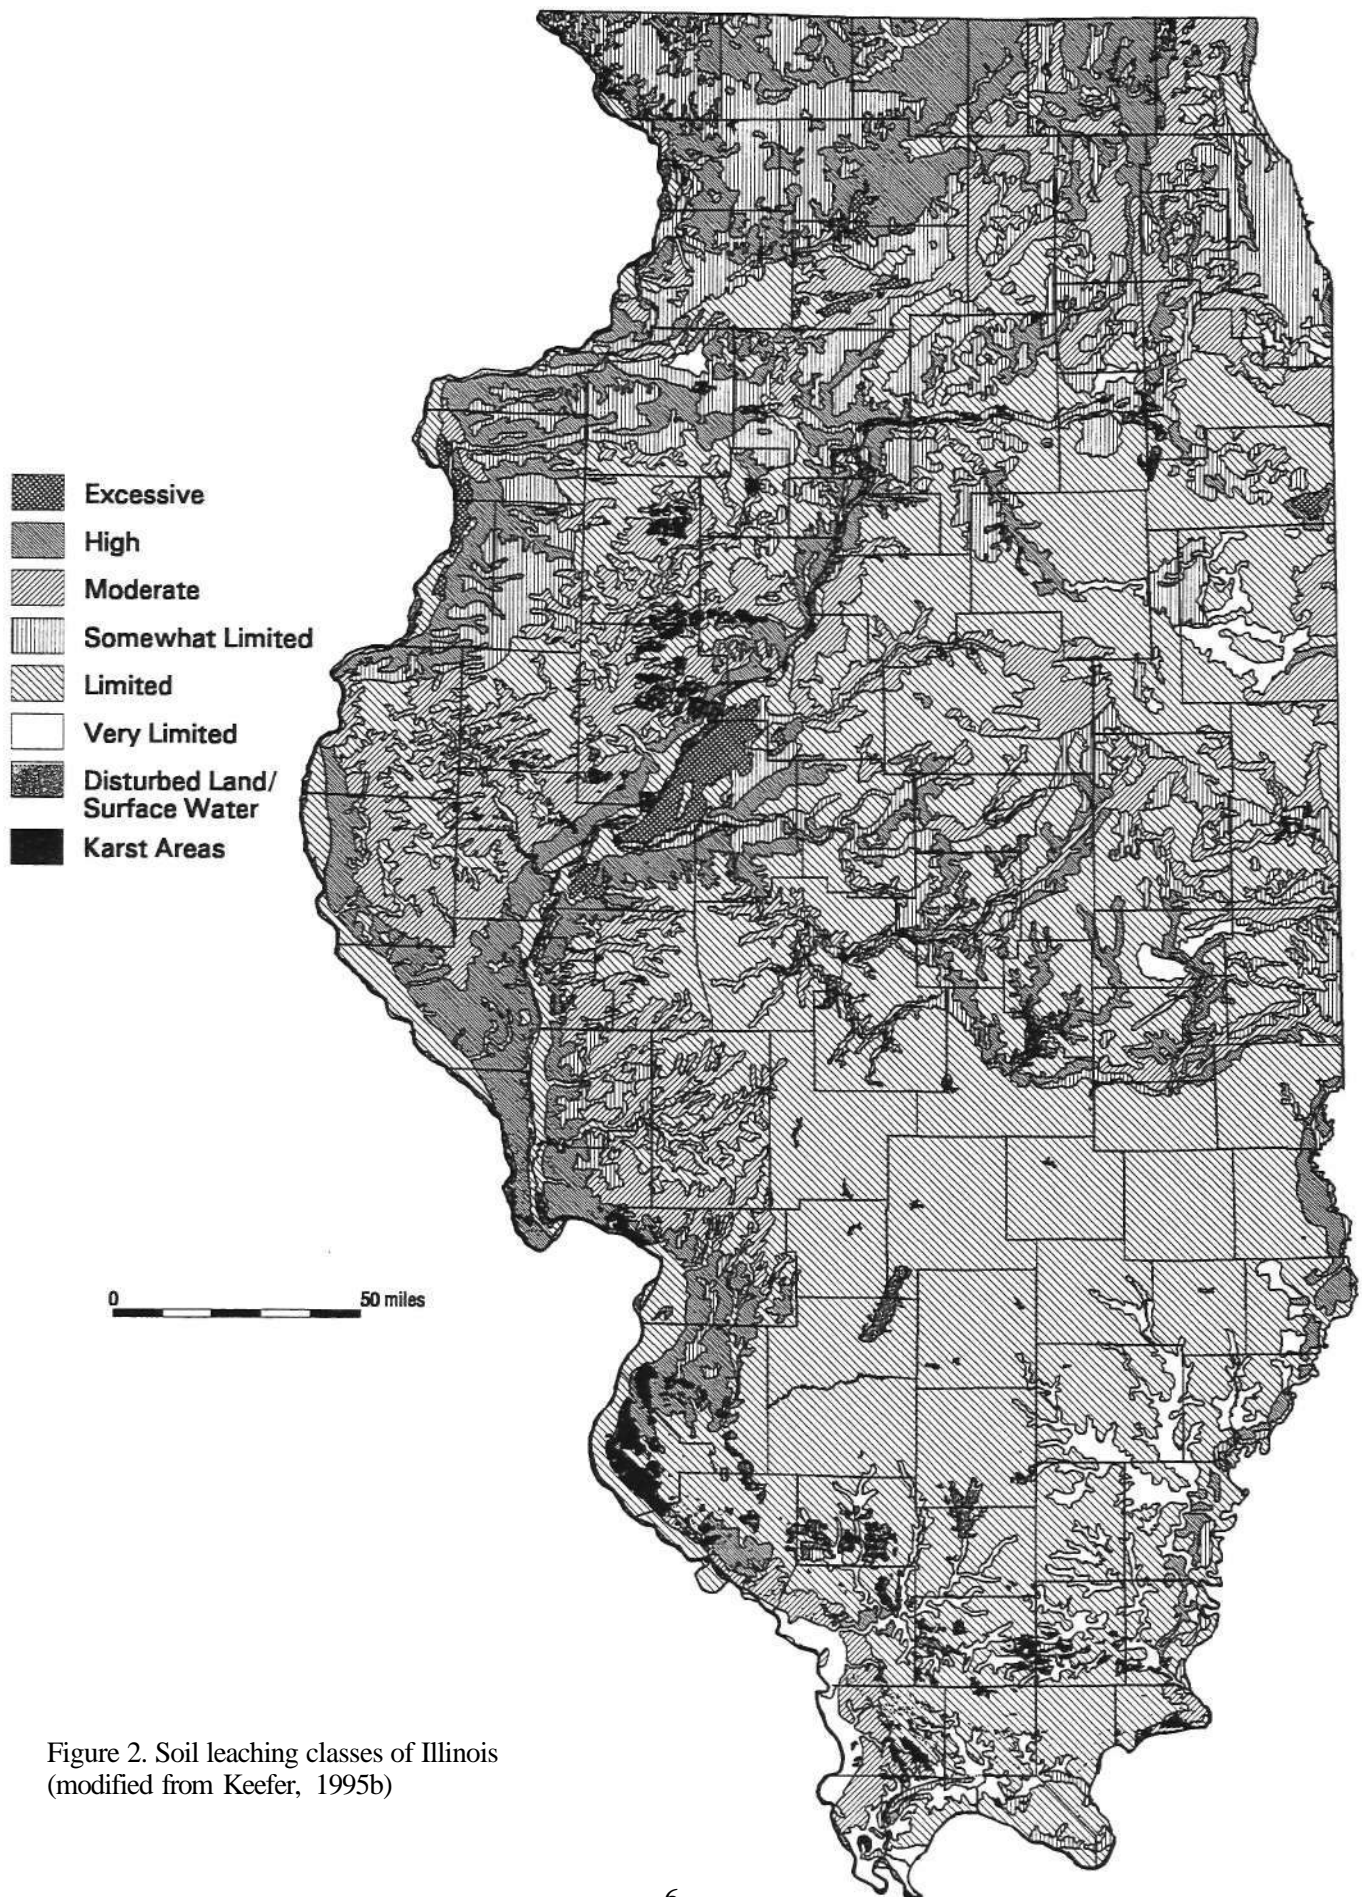 Excessive
High
Moderate
Somewhat Limited
Limited
Very Limited
Disturbed Land/
Surface Water
Karst Areas
0 50 miles
Figure 2. Soil leaching classes of Illinois
(modified from Keefer, 1995b)
6